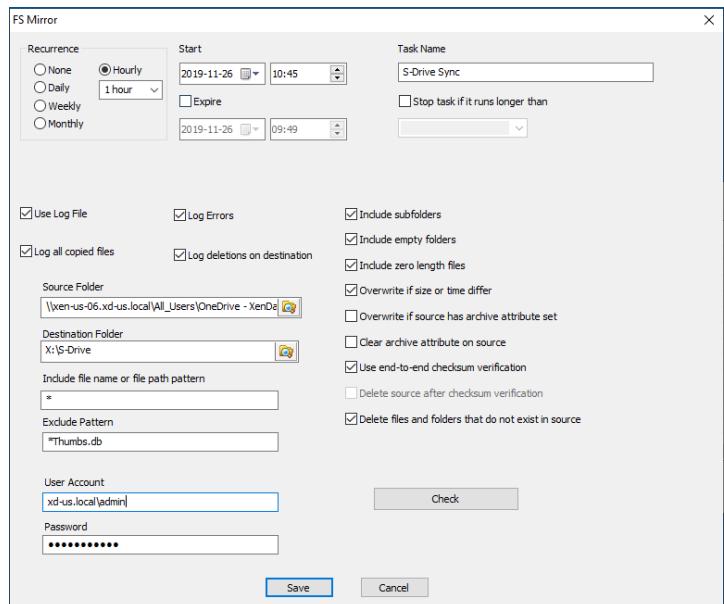 FS Mirror
Recurrence
None
Hourly
Daily
1 hour
Weekly
Monthly
Start
2019-11-26
10:45
Expire
2019-11-26
09:49
Task Name
S-Drive Sync
Stop task if it runs longer than
Use Log File
Log Errors
Log all copied files
Log deletions on destination
Source Folder
\\xen-us-06.xd-us.local\All_Users\OneDrive - XenDa
Destination Folder
X:\S-Drive
Include file name or file path pattern
*
Exclude Pattern
*Thumbs.db
User Account
xd-us.local\admin
Password
●●●●●●●●●●●
Include subfolders
Include empty folders
Include zero length files
Overwrite if size or time differ
Overwrite if source has archive attribute set
Clear archive attribute on source
Use end-to-end checksum verification
Delete source after checksum verification
Delete files and folders that do not exist in source
Check
Save
Cancel